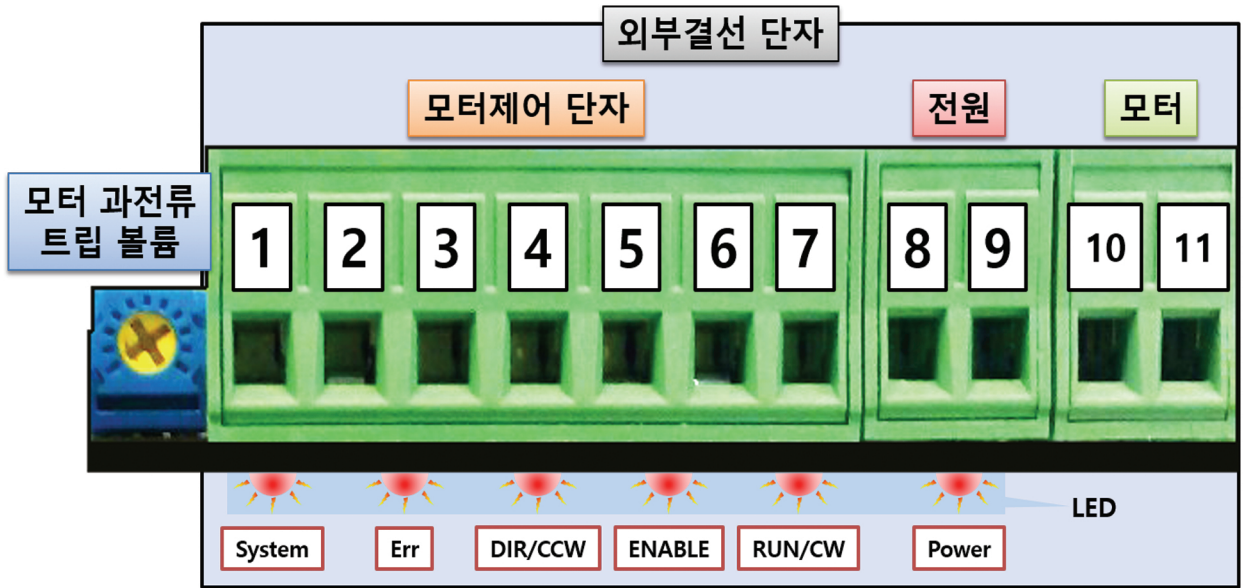 외부결선 단자
모터제어 단자
전원
모터
모터 과전류
트립 볼륨
1 2 3 4 5 6 7 8 9 10 11
LED
System Err DIR/CCW ENABLE RUN/CW Power